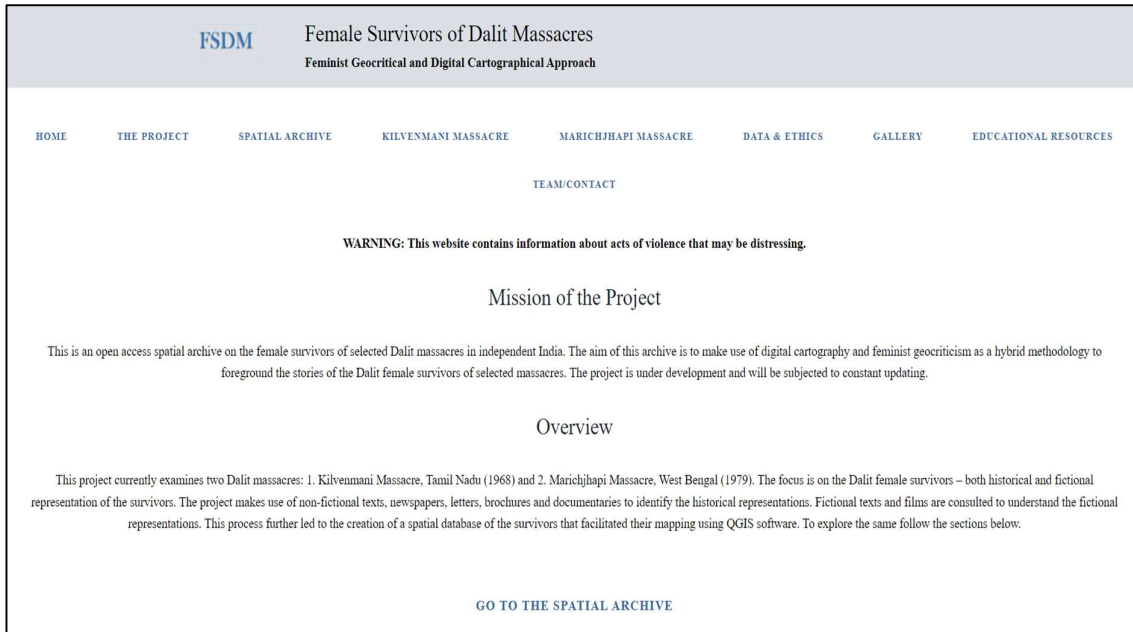 FSDM
Female Survivors of Dalit Massacres
Feminist Geocritical and Digital Cartographical Approach
HOME THE PROJECT SPATIAL ARCHIVE KILVENMANI MASSACRE MARICHJHAPI MASSACRE DATA & ETHICS GALLERY EDUCATIONAL RESOURCES
TEAM/CONTACT
WARNING: This website contains information about acts of violence that may be distressing.
Mission of the Project
This is an open access spatial archive on the female survivors of selected Dalit massacres in independent India. The aim of this archive is to make use of digital cartography and feminist geocriticism as a hybrid methodology to
foreground the stories of the Dalit female survivors of selected massacres. The project is under development and will be subjected to constant updating.
Overview
This project currently examines two Dalit massacres: 1. Kilvenmani Massacre, Tamil Nadu (1968) and 2. Marichjhapi Massacre, West Bengal (1979). The focus is on the Dalit female survivors – both historical and fictional
representation of the survivors. The project makes use of non-fictional texts, newspapers, letters, brochures and documentaries to identify the historical representations. Fictional texts and films are consulted to understand the fictional
representations. This process further led to the creation of a spatial database of the survivors that facilitated their mapping using QGIS software. To explore the same follow the sections below.
GO TO THE SPATIAL ARCHIVE